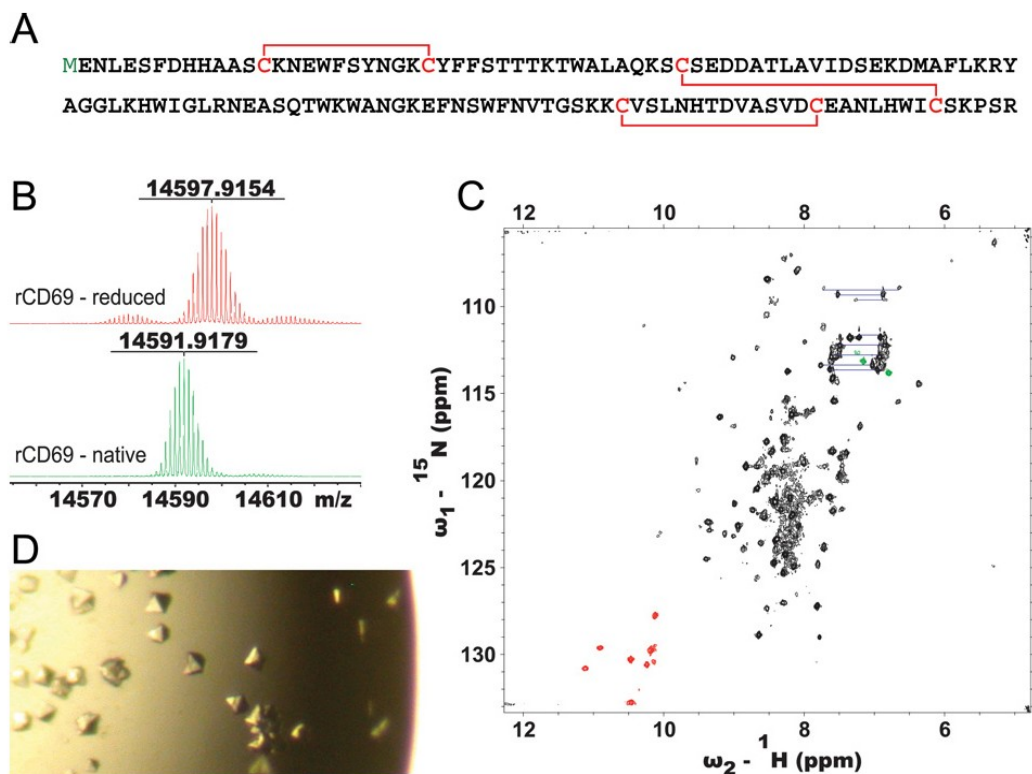 A
MENLESFDHHAASCKNEWFSYNGKCYFFSTTTKTWALAQKSCSEDDATLAVIDSEKDMAFLKRY
AGGLKHWIGLRNEASQTWKWANGKEFNSWFNVTGSKKCVSLNHTDVASVDCEANLHWICSKPSR
B
14597.9154
rCD69 - reduced
14591.9179
rCD69 - native
14570 14590 14610 m/z
C
12 10 8 6
110
115
120
125
130
ω₁ - ¹⁵N (ppm)
12 10 8 6
ω₂ - ¹H (ppm)
D